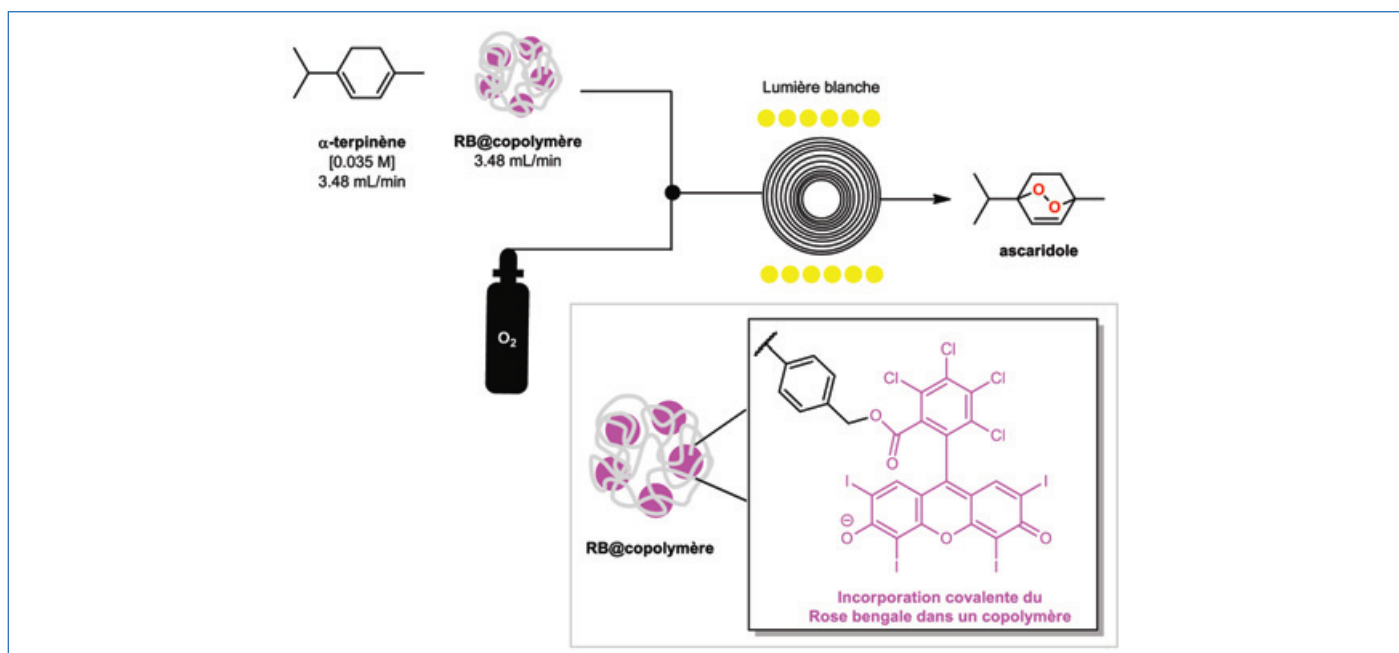 α-terpinène
[0.035 M]
3.48 mL/min
RB@copolymère
3.48 mL/min
Lumière blanche
O
O
ascaridole
O₂
Cl
Cl
Cl
Cl
O
O
I
I
⊖
O
O
O
I
I
RB@copolymère
Incorporation covalente du
Rose bengale dans un copolymère